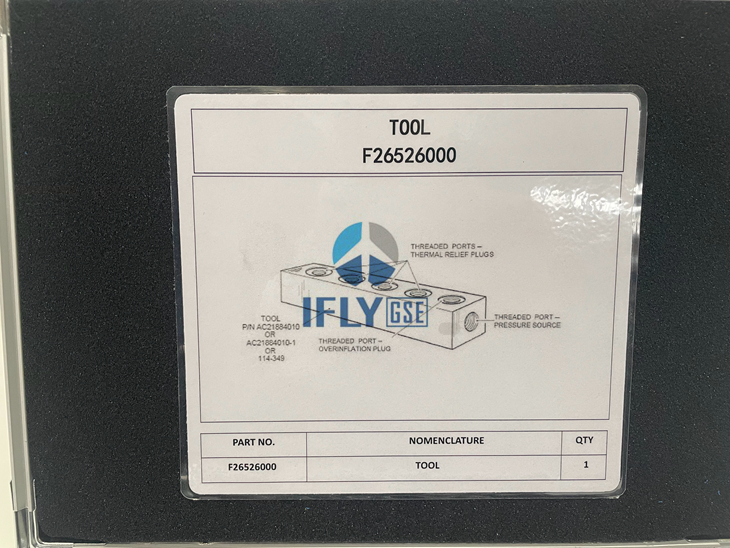 TOOL
F26526000
THREADED PORTS –
THERMAL RELIEF PLUGS
IFLY GSE
TOOL
P/N AC21884010
OR
AC21884010-1
OR
114-349
THREADED PORT –
OVERINFLATION PLUG
THREADED PORT –
PRESSURE SOURCE
PART NO. NOMENCLATURE QTY
F26526000 TOOL 1